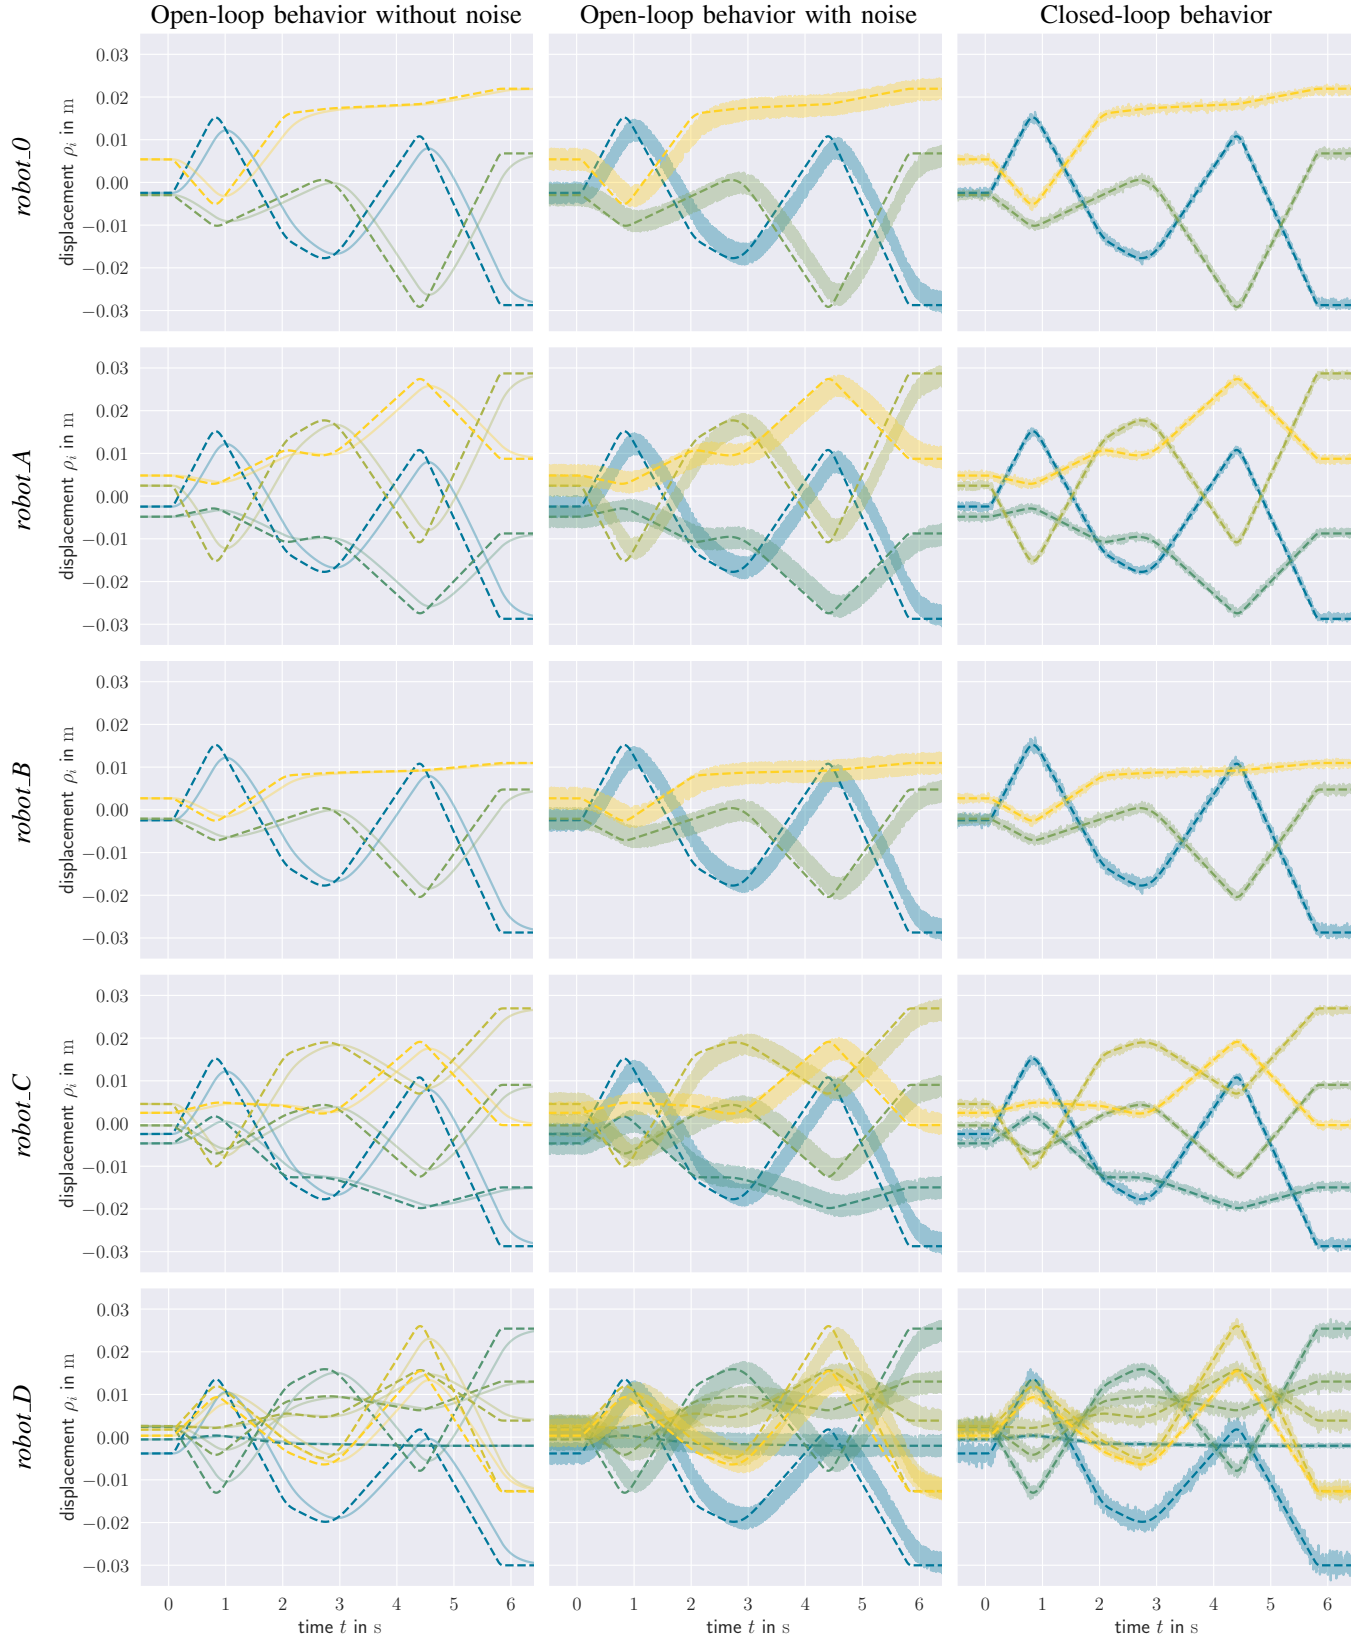 Open-loop behavior without noise
Open-loop behavior with noise
Closed-loop behavior
robot_0
displacement ρi in m
0.03
0.02
0.01
0.00
−0.01
−0.02
−0.03
robot_A
displacement ρi in m
0.03
0.02
0.01
0.00
−0.01
−0.02
−0.03
robot_B
displacement ρi in m
0.03
0.02
0.01
0.00
−0.01
−0.02
−0.03
robot_C
displacement ρi in m
0.03
0.02
0.01
0.00
−0.01
−0.02
−0.03
robot_D
displacement ρi in m
0.03
0.02
0.01
0.00
−0.01
−0.02
−0.03
0 1 2 3 4 5 6
0 1 2 3 4 5 6
0 1 2 3 4 5 6
time t in s
time t in s
time t in s